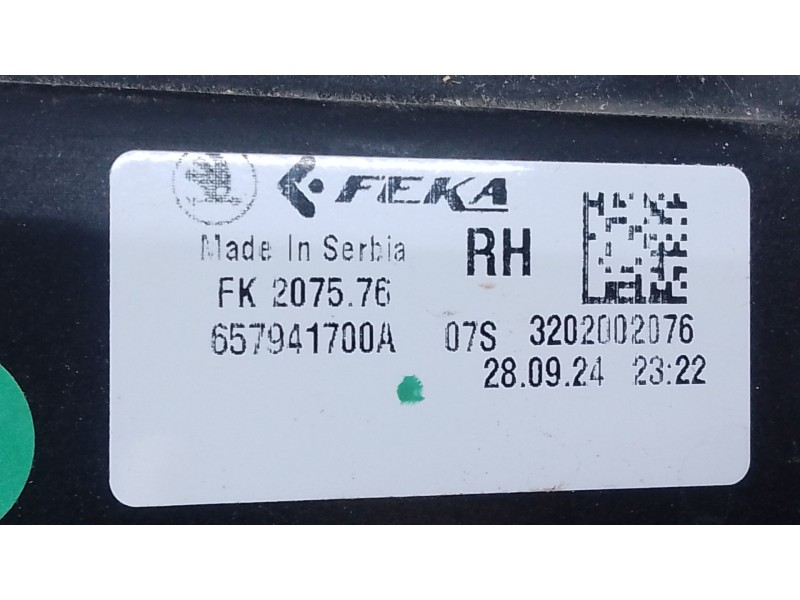 FEKA
Made In Serbia
RH
FK 2075.76
657941700A 07S 3202002076
28.09.24 23:22